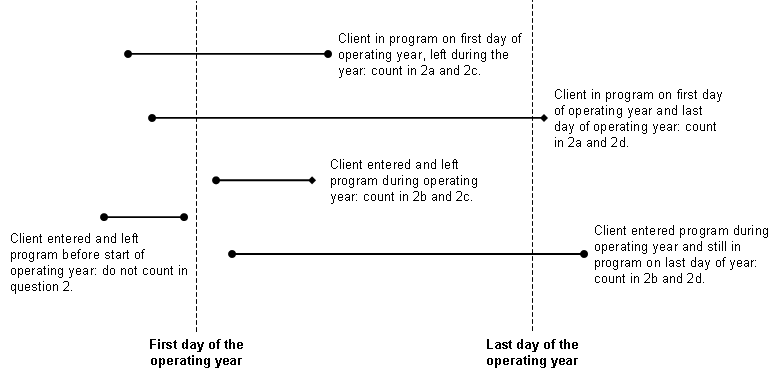 Client in program on first day of
operating year, left during the
year: count in 2a and 2c.
Client in program on first day
of operating year and last
day of operating year: count
in 2a and 2d.
Client entered and left
program during operating
year: count in 2b and 2c.
Client entered and left
program before start of
operating year: do not count in
question 2.
Client entered program during
operating year and still in
program on last day of year:
count in 2b and 2d.
First day of the
operating year
Last day of the
operating year